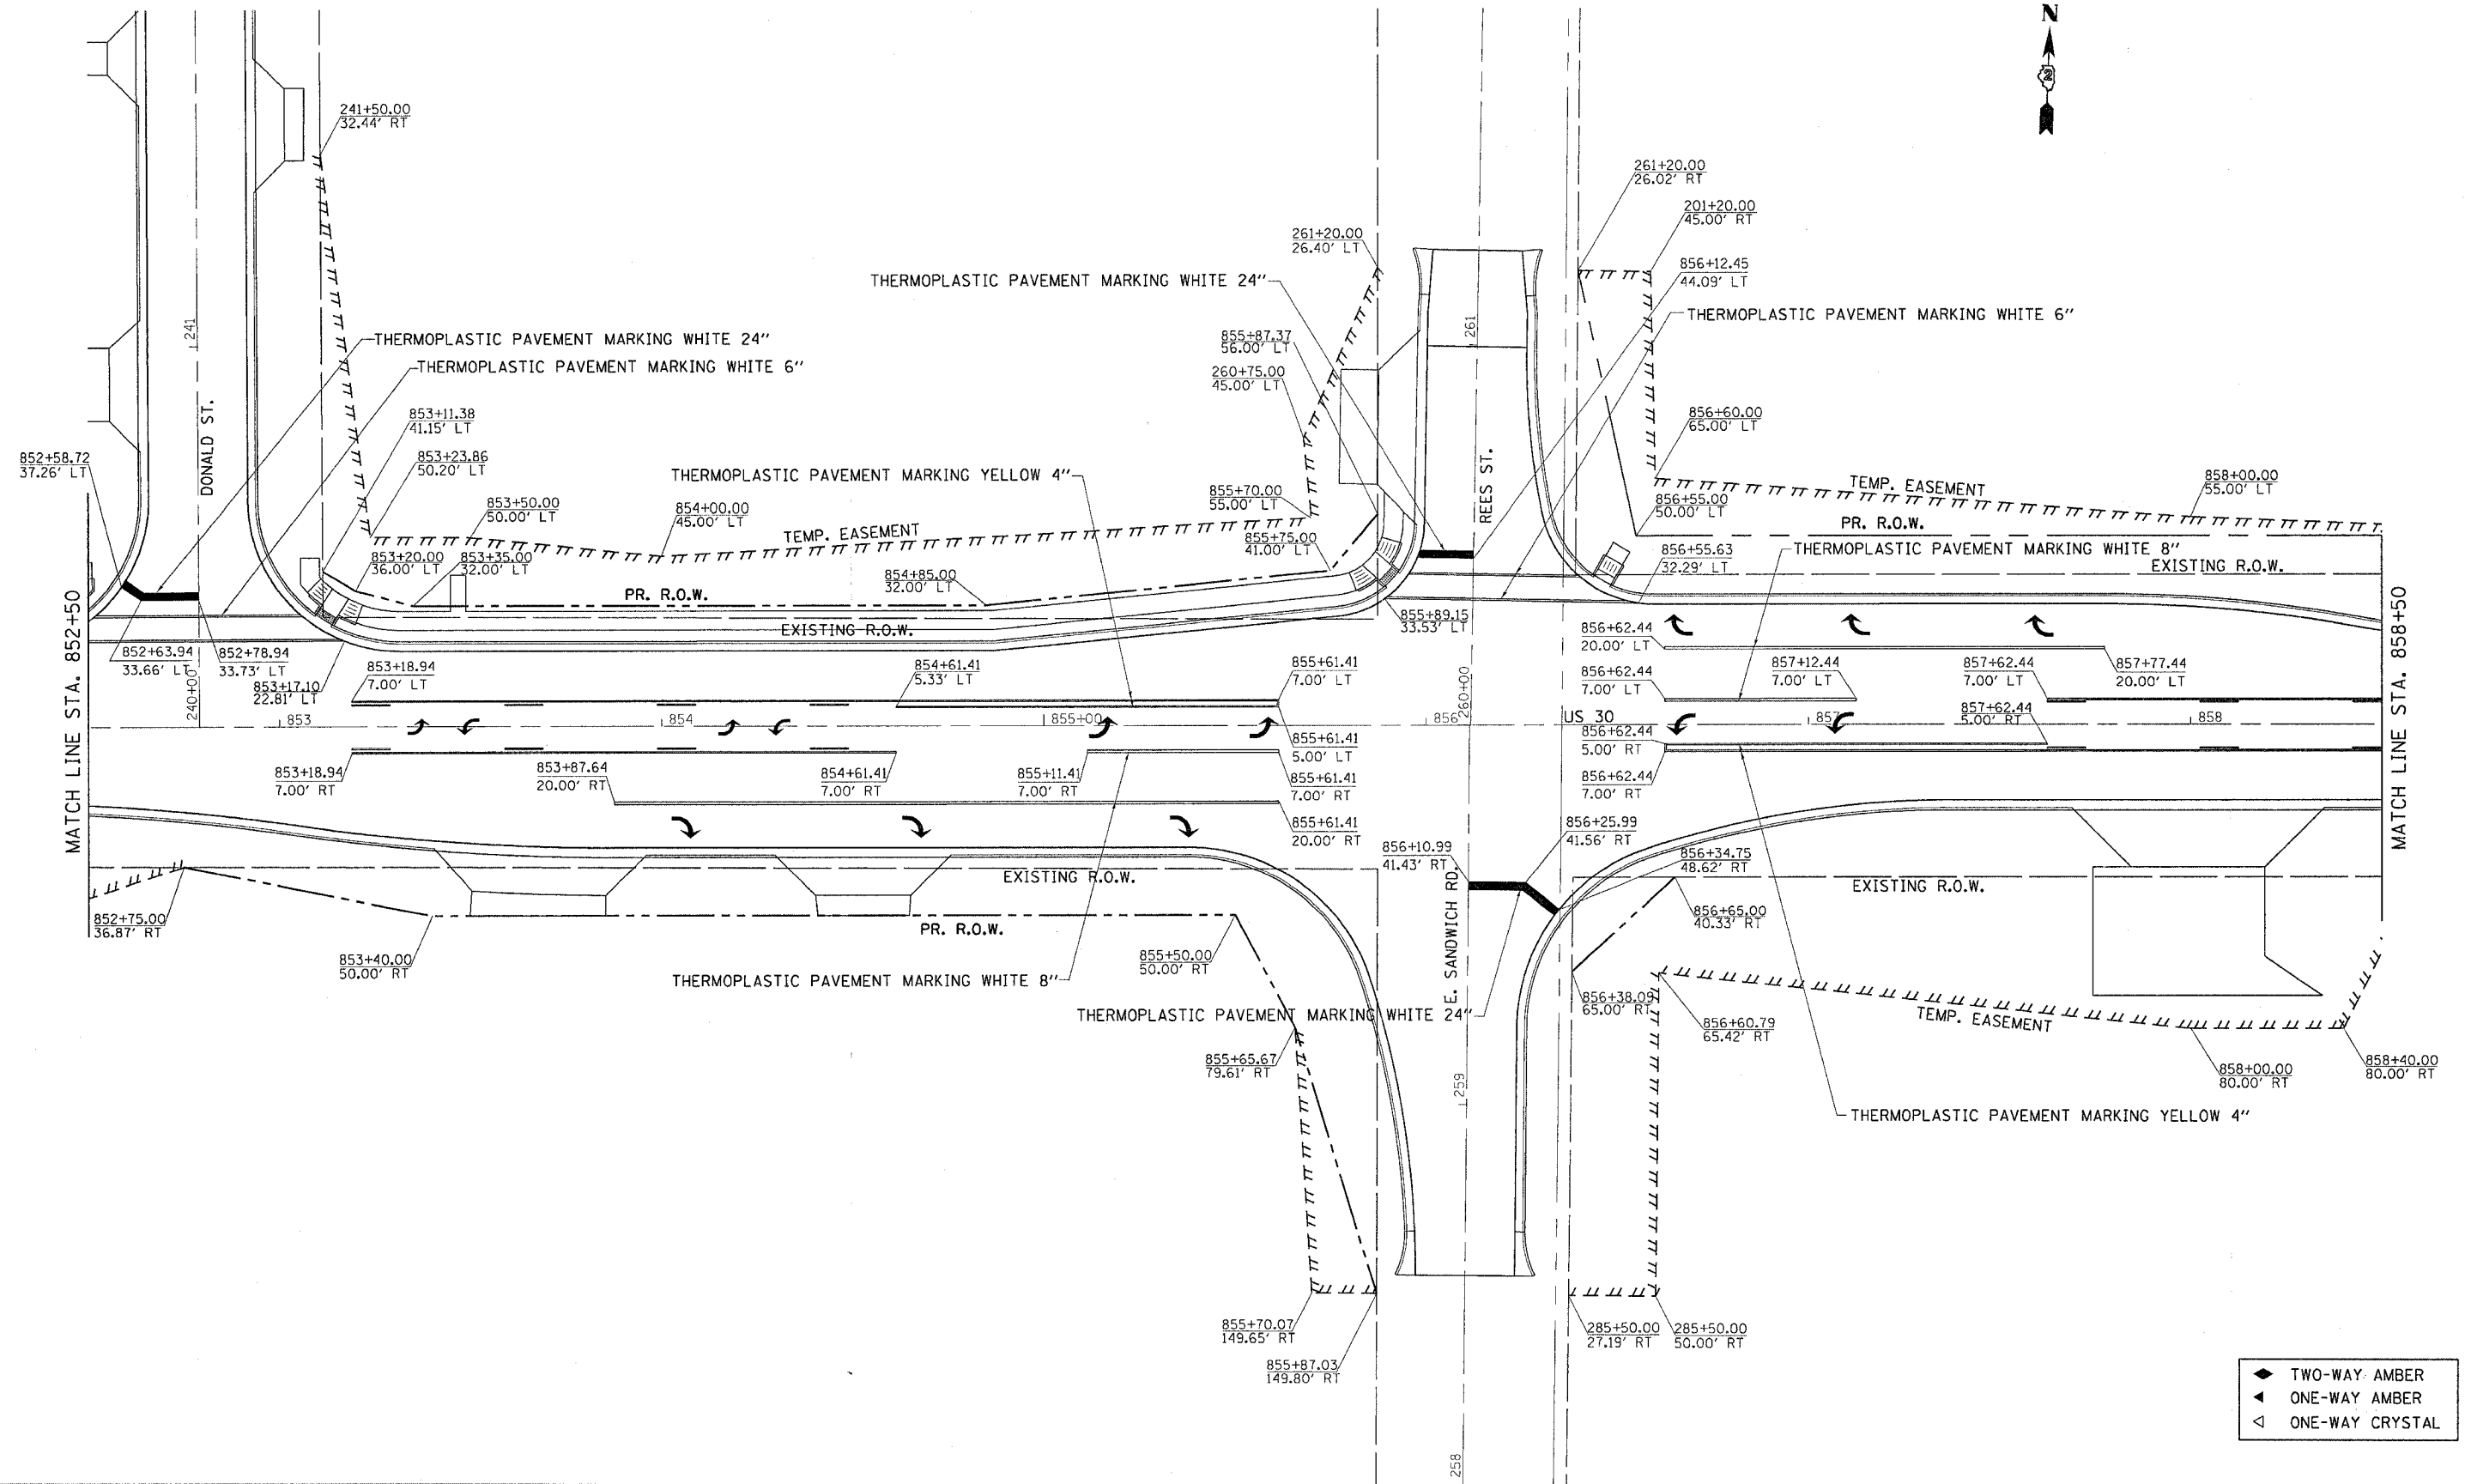 N
2
241+50.00
32.44' RT
261+20.00
26.02' RT
201+20.00
45.00' RT
261+20.00
26.40' LT
856+12.45
44.09' LT
THERMOPLASTIC PAVEMENT MARKING WHITE 24"
THERMOPLASTIC PAVEMENT MARKING WHITE 6"
241
261
THERMOPLASTIC PAVEMENT MARKING WHITE 24"
THERMOPLASTIC PAVEMENT MARKING WHITE 6"
855+87.37
56.00' LT
260+75.00
45.00' LT
853+11.38
41.15' LT
856+60.00
65.00' LT
DONALD ST.
REES ST.
852+58.72
37.26' LT
853+23.86
50.20' LT
THERMOPLASTIC PAVEMENT MARKING YELLOW 4"
858+00.00
55.00' LT
TEMP. EASEMENT
853+50.00
50.00' LT
854+00.00
45.00' LT
855+70.00
55.00' LT
856+55.00
50.00' LT
PR. R.O.W.
TEMP. EASEMENT
855+75.00
41.00' LT
853+20.00
36.00' LT
853+35.00
32.00' LT
856+55.63
32.29' LT
THERMOPLASTIC PAVEMENT MARKING WHITE 8"
EXISTING R.O.W.
854+85.00
32.00' LT
PR. R.O.W.
EXISTING R.O.W.
855+89.15
33.53' LT
MATCH LINE STA. 852+50
MATCH LINE STA. 858+50
852+63.94
33.66' LT
852+78.94
33.73' LT
853+17.10
22.81' LT
853+18.94
7.00' LT
854+61.41
5.33' LT
855+61.41
7.00' LT
856+62.44
20.00' LT
856+62.44
7.00' LT
857+12.44
7.00' LT
857+62.44
7.00' LT
857+77.44
20.00' LT
240+00
853
854
855+00
856
260+00
US 30
857
858
857+62.44
5.00' RT
855+61.41
5.00' LT
856+62.44
5.00' RT
853+18.94
7.00' RT
853+87.64
20.00' RT
854+61.41
7.00' RT
855+11.41
7.00' RT
855+61.41
7.00' RT
856+62.44
7.00' RT
855+61.41
20.00' RT
856+25.99
41.56' RT
856+10.99
41.43' RT
856+34.75
48.62' RT
EXISTING R.O.W.
EXISTING R.O.W.
852+75.00
36.87' RT
PR. R.O.W.
856+65.00
40.33' RT
853+40.00
50.00' RT
855+50.00
50.00' RT
E. SANDWICH RD.
THERMOPLASTIC PAVEMENT MARKING WHITE 8"
THERMOPLASTIC PAVEMENT MARKING WHITE 24"
856+38.09
65.00' RT
856+60.79
65.42' RT
TEMP. EASEMENT
855+65.67
79.61' RT
259
858+00.00
80.00' RT
858+40.00
80.00' RT
THERMOPLASTIC PAVEMENT MARKING YELLOW 4"
855+70.07
149.65' RT
285+50.00
27.19' RT
285+50.00
50.00' RT
855+87.03
149.80' RT
258
TWO-WAY AMBER
ONE-WAY AMBER
ONE-WAY CRYSTAL